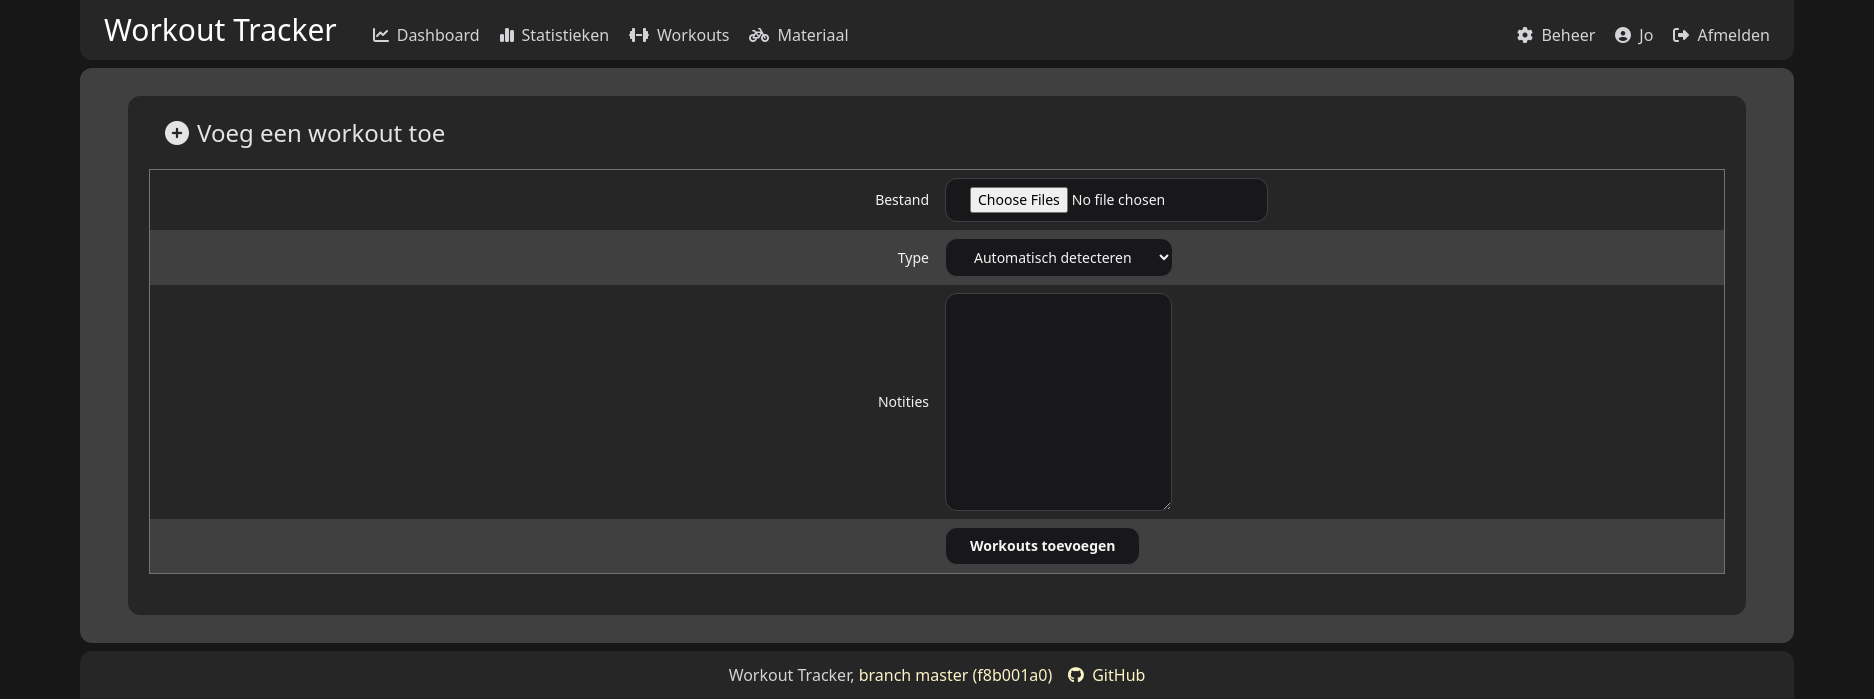 Workout Tracker Dashboard Statistieken Workouts Materiaal Beheer Jo Afmelden
Voeg een workout toe
Bestand Choose Files No file chosen
Type Automatisch detecteren
Notities
Workouts toevoegen
Workout Tracker, branch master (f8b001a0) GitHub